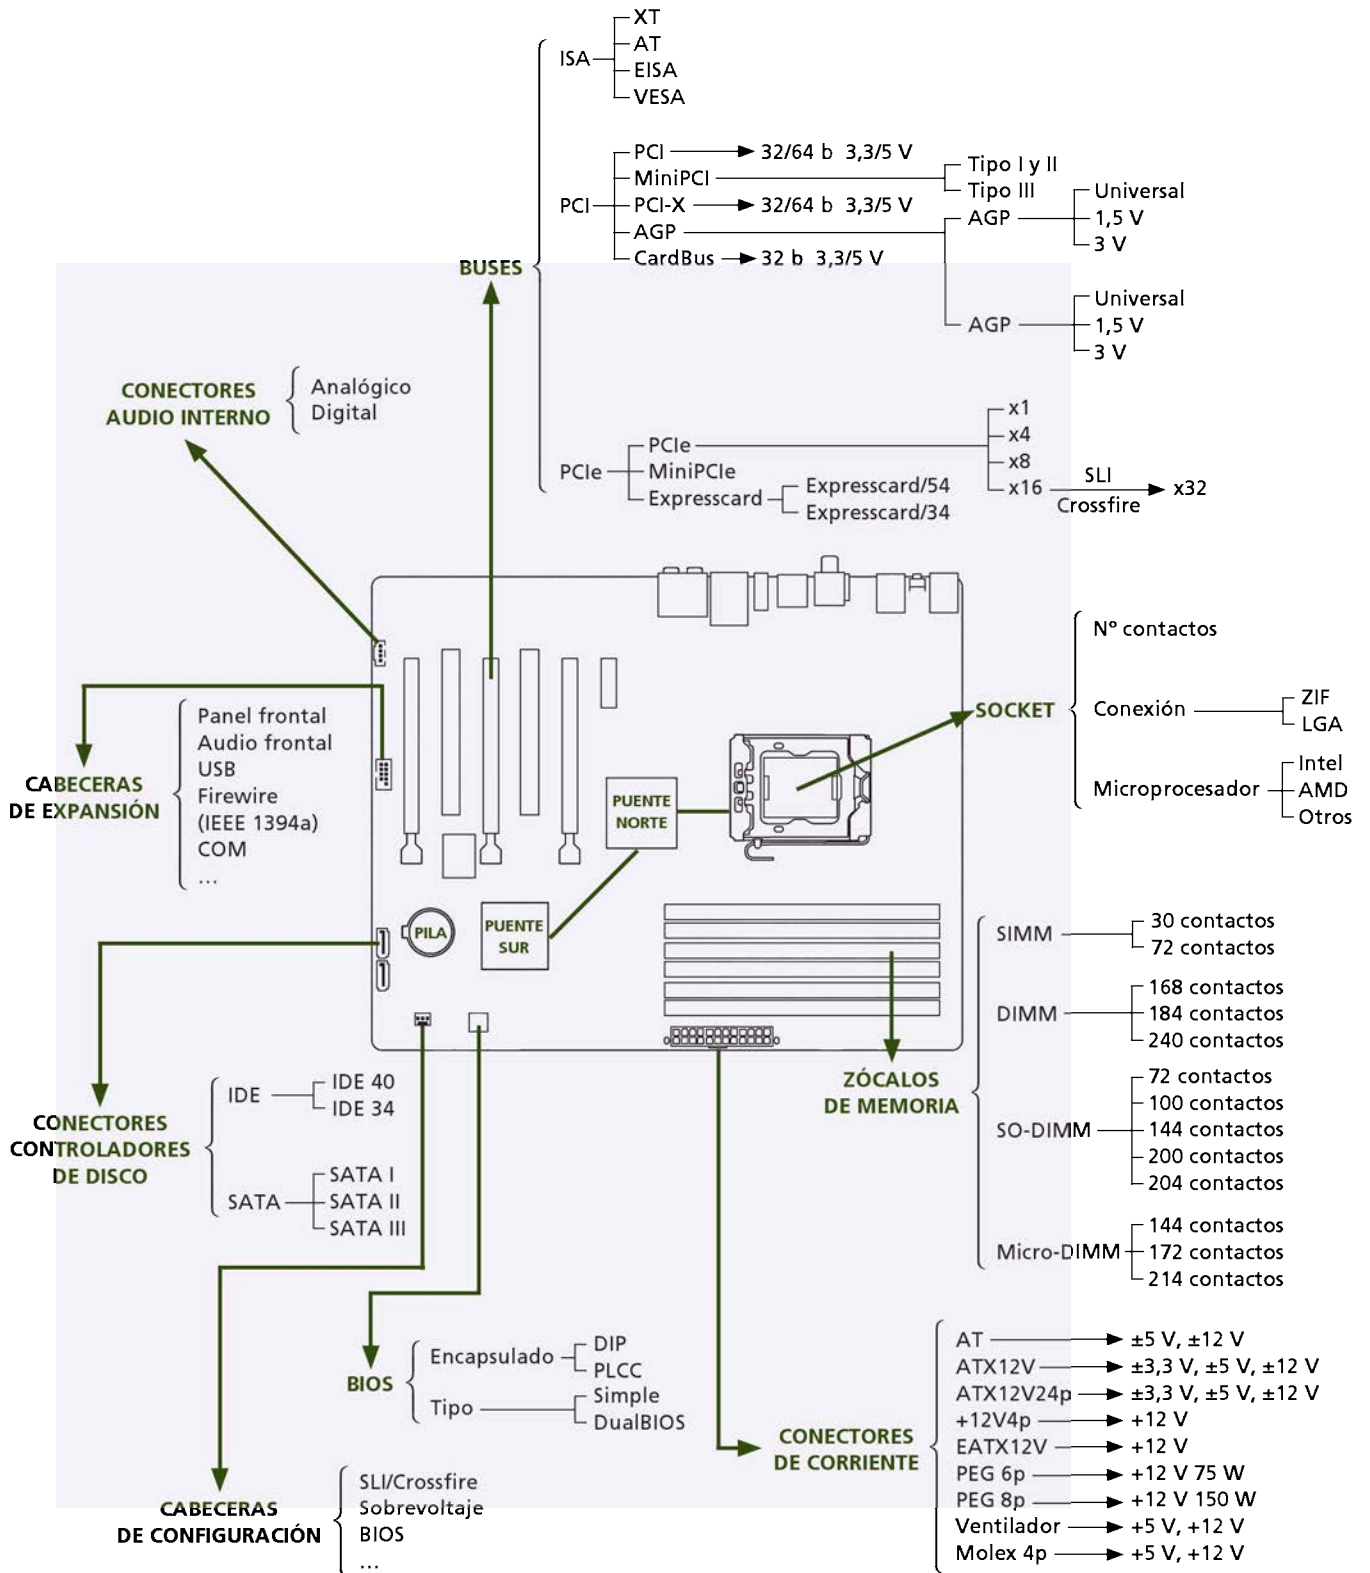 BUSES
ISA
XT
AT
EISA
VESA
PCI
PCI 32/64 b 3,3/5 V
MiniPCI
Tipo I y II
Tipo III
PCI-X 32/64 b 3,3/5 V
AGP
AGP
Universal
1,5 V
3 V
AGP
Universal
1,5 V
3 V
CardBus 32 b 3,3/5 V
PCIe
PCIe
x1
x4
x8
x16
SLI
Crossfire
x32
MiniPCIe
Expresscard
Expresscard/54
Expresscard/34
CONECTORES
AUDIO INTERNO
Analógico
Digital
CABECERAS
DE EXPANSIÓN
Panel frontal
Audio frontal
USB
Firewire
(IEEE 1394a)
COM
...
PUENTE
NORTE
PUENTE
SUR
PILA
SOCKET
Nº contactos
Conexión
ZIF
LGA
Microprocesador
Intel
AMD
Otros
ZÓCALOS
DE MEMORIA
SIMM
30 contactos
72 contactos
DIMM
168 contactos
184 contactos
240 contactos
SO-DIMM
72 contactos
100 contactos
144 contactos
200 contactos
204 contactos
Micro-DIMM
144 contactos
172 contactos
214 contactos
CONECTORES
CONTROLADORES
DE DISCO
IDE
IDE 40
IDE 34
SATA
SATA I
SATA II
SATA III
BIOS
Encapsulado
DIP
PLCC
Tipo
Simple
DualBIOS
CABECERAS
DE CONFIGURACIÓN
SLI/Crossfire
Sobrevoltaje
BIOS
...
CONECTORES
DE CORRIENTE
AT ±5 V, ±12 V
ATX12V ±3,3 V, ±5 V, ±12 V
ATX12V24p ±3,3 V, ±5 V, ±12 V
+12V4p +12 V
EATX12V +12 V
PEG 6p +12 V 75 W
PEG 8p +12 V 150 W
Ventilador +5 V, +12 V
Molex 4p +5 V, +12 V